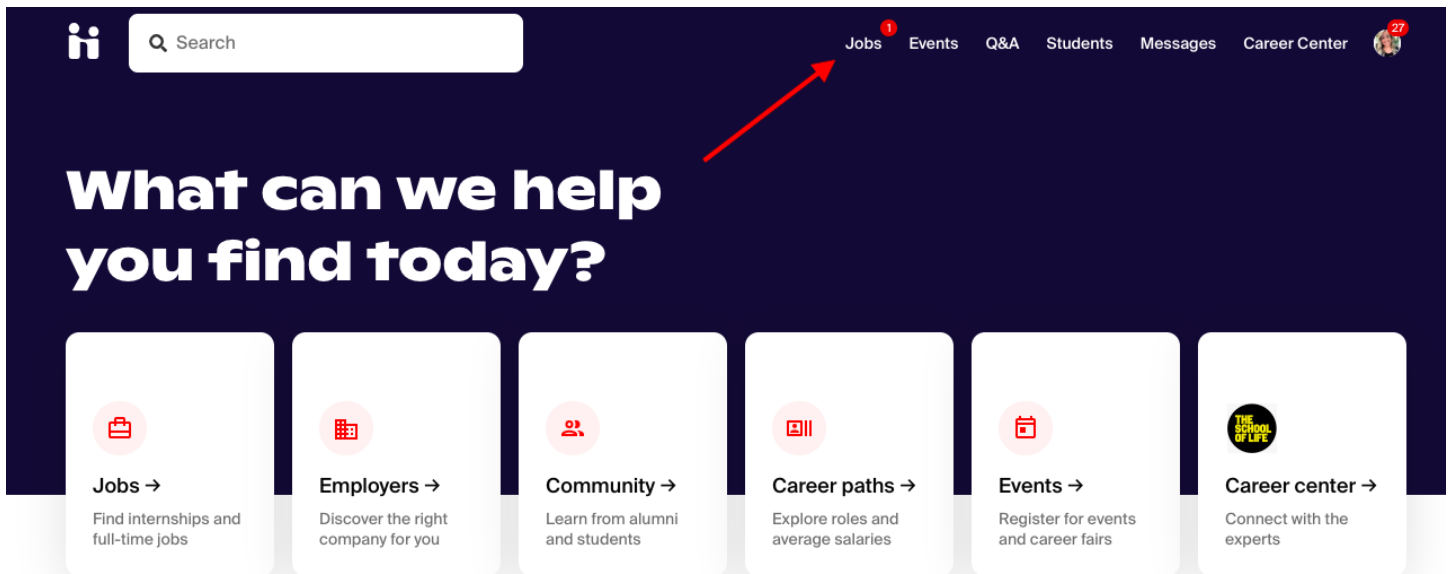 Search
Jobs 1 Events Q&A Students Messages Career Center 27
What can we help
you find today?
Jobs →
Find internships and
full-time jobs
Employers →
Discover the right
company for you
Community →
Learn from alumni
and students
Career paths →
Explore roles and
average salaries
Events →
Register for events
and career fairs
THE
SCHOOL
OF LIFE
Career center →
Connect with the
experts